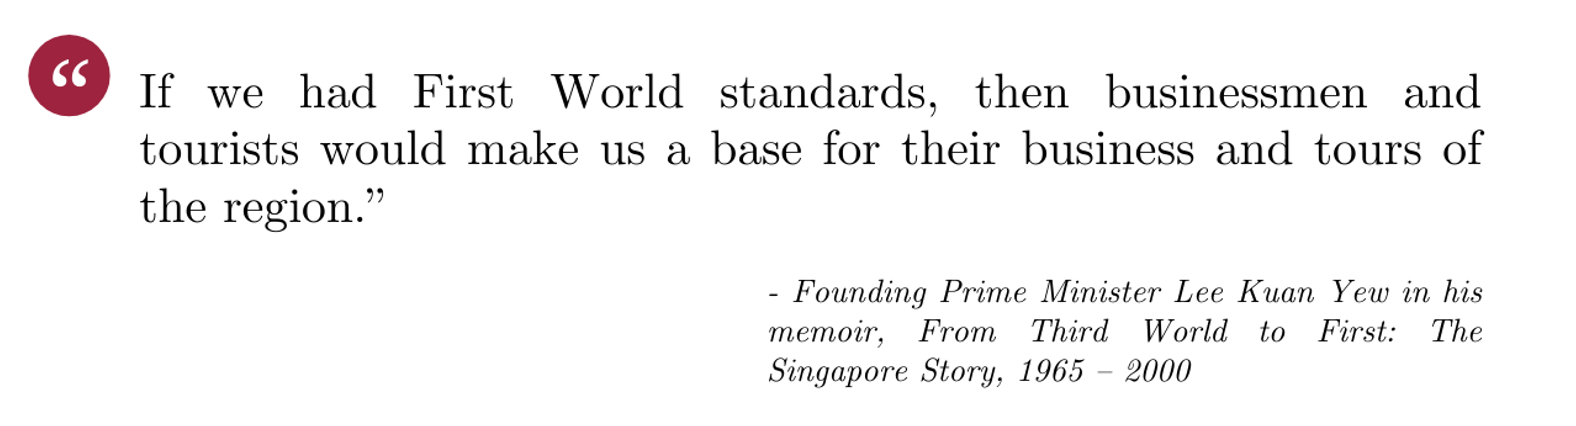 “
If we had First World standards, then businessmen and
tourists would make us a base for their business and tours of
the region.”
- Founding Prime Minister Lee Kuan Yew in his
memoir, From Third World to First: The
Singapore Story, 1965 – 2000